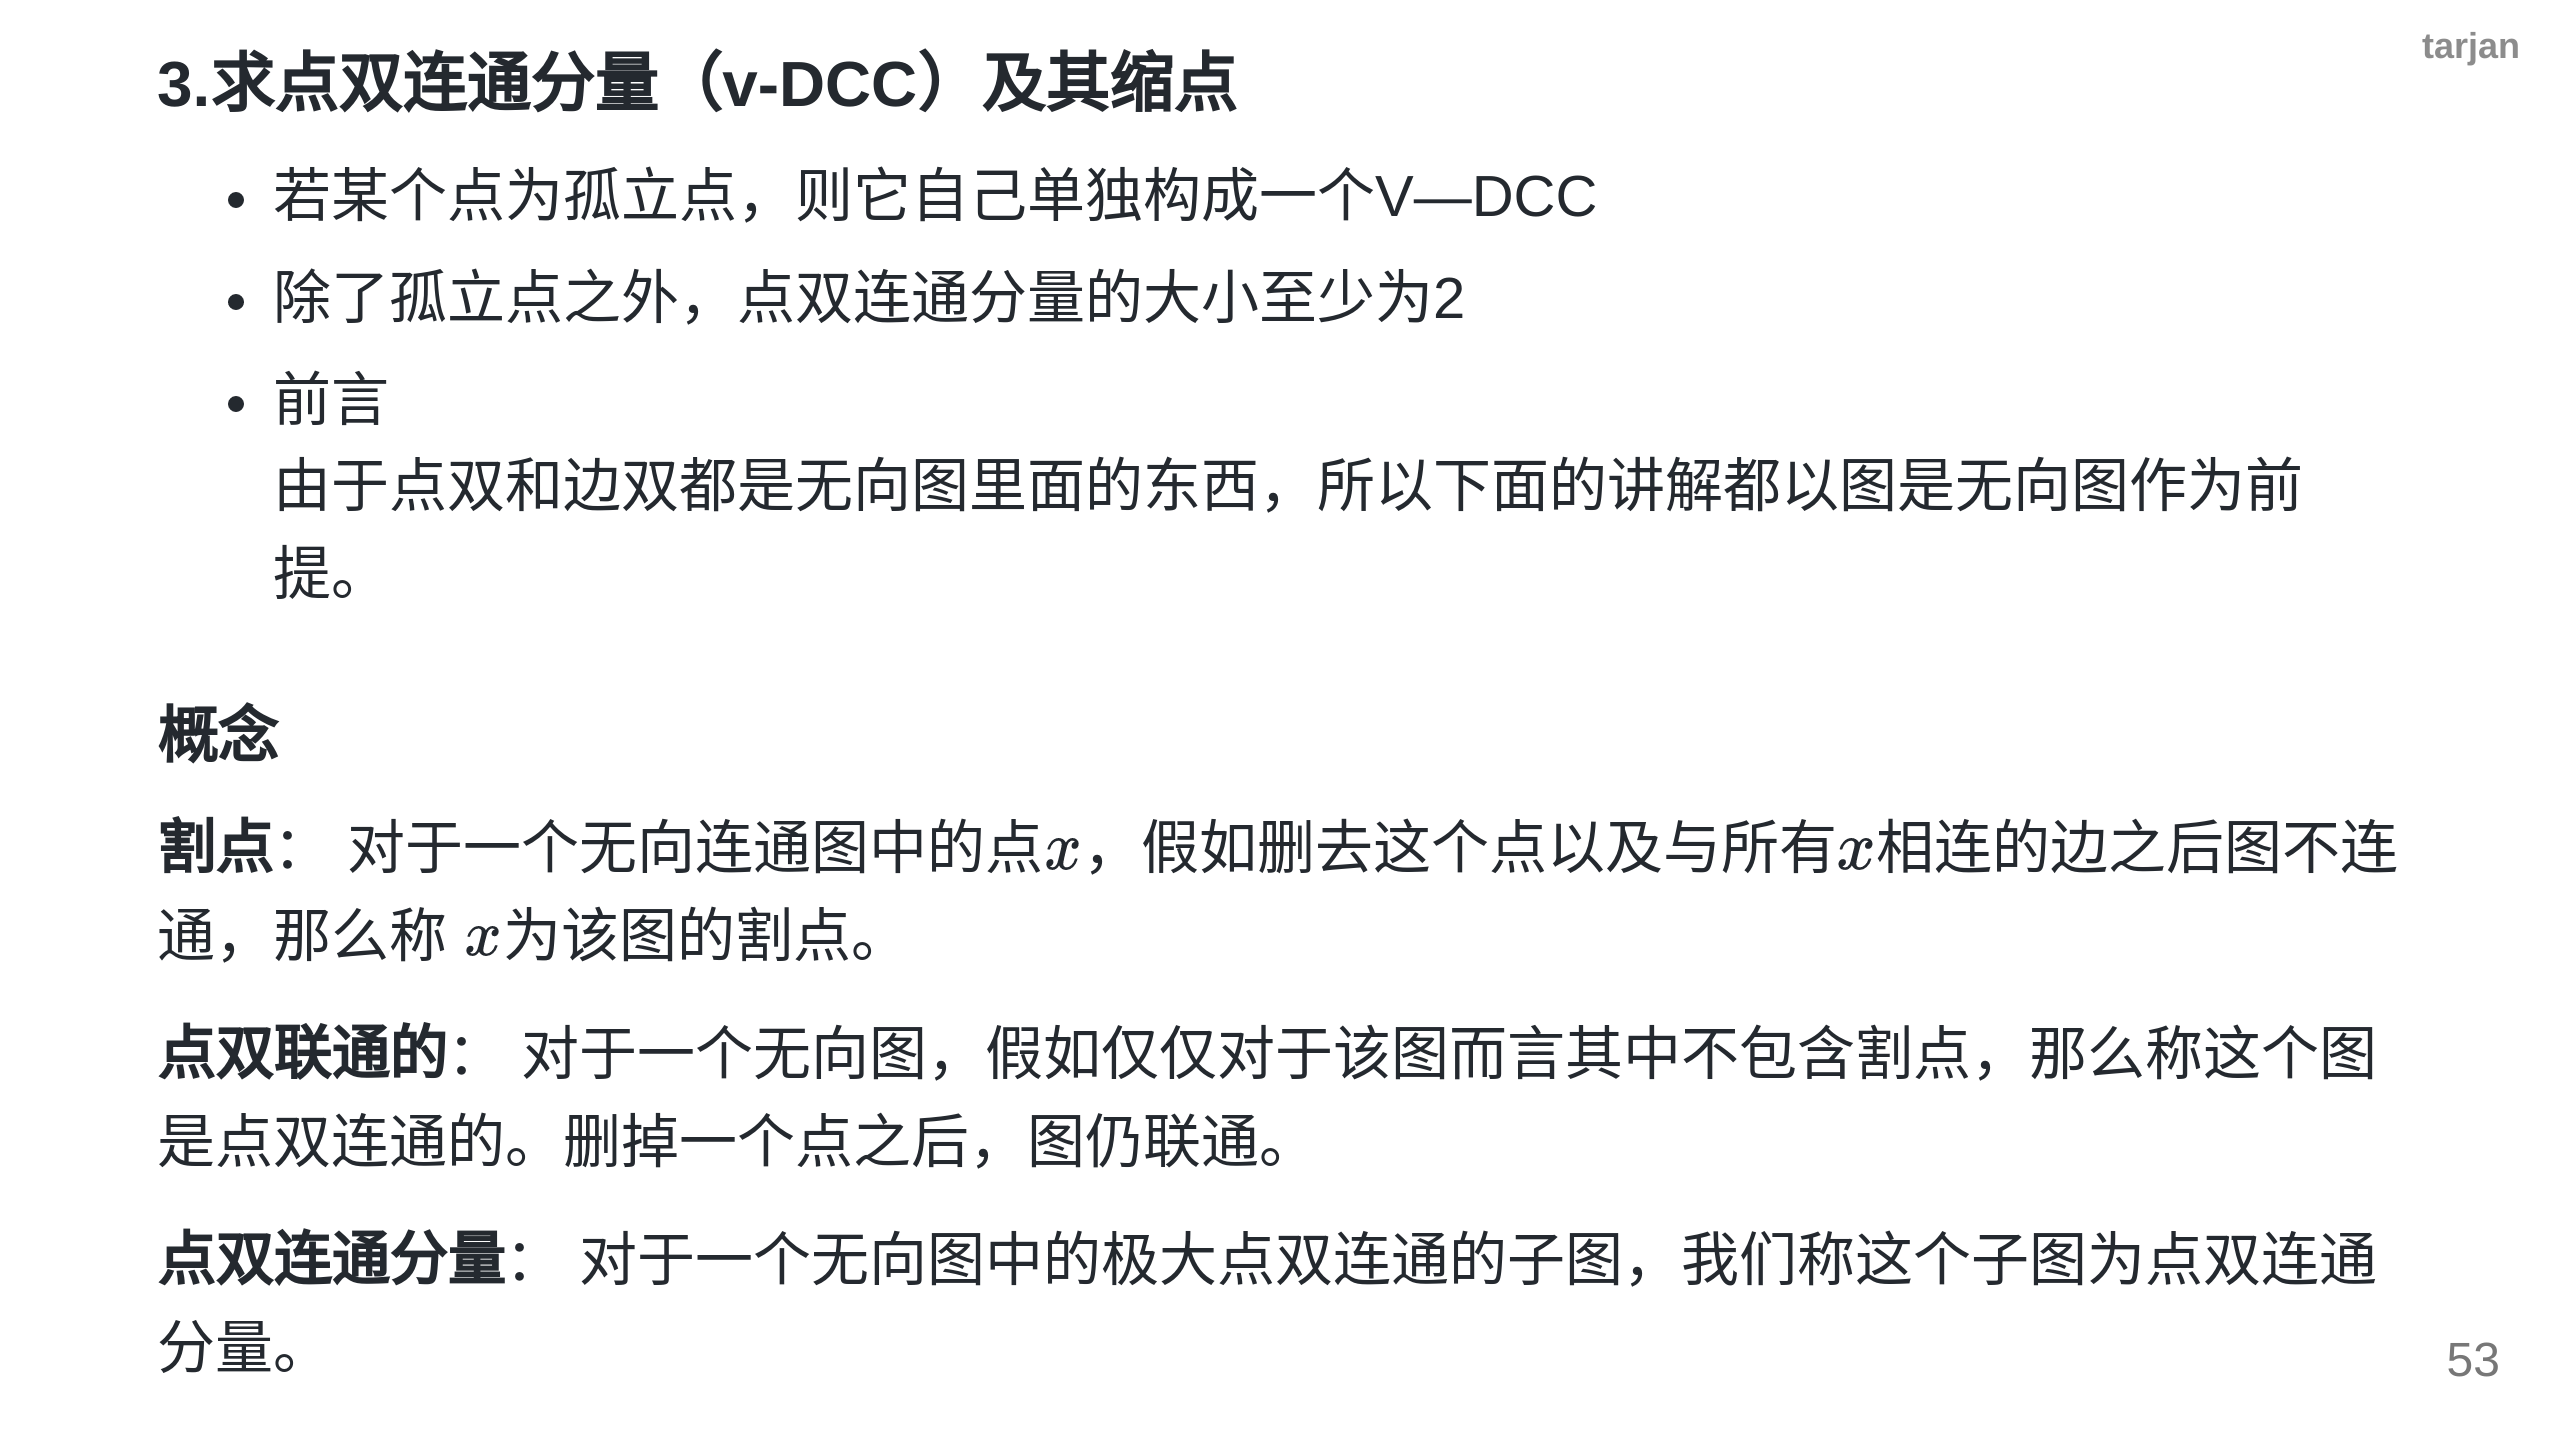 tarjan
3.求点双连通分量（v-DCC）及其缩点
若某个点为孤立点，则它自己单独构成一个V—DCC
除了孤立点之外，点双连通分量的大小至少为2
前言
由于点双和边双都是无向图里面的东西，所以下面的讲解都以图是无向图作为前
提。
概念
割点： 对于一个无向连通图中的点x，假如删去这个点以及与所有x相连的边之后图不连
通，那么称 x为该图的割点。
点双联通的： 对于一个无向图，假如仅仅对于该图而言其中不包含割点，那么称这个图
是点双连通的。删掉一个点之后，图仍联通。
点双连通分量： 对于一个无向图中的极大点双连通的子图，我们称这个子图为点双连通
分量。
53